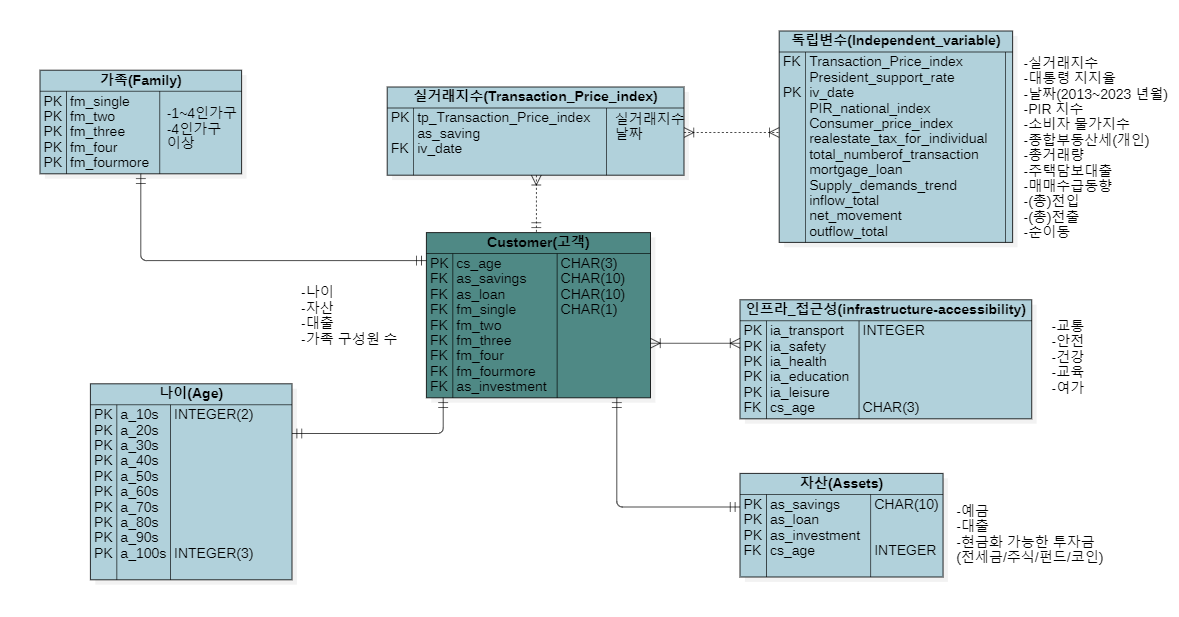 가족(Family)
PK fm_single
PK fm_two
PK fm_three
PK fm_four
PK fm_fourmore
-1~4인가구
-4인가구
이상
실거래지수(Transaction_Price_index)
PK tp_Transaction_Price_index 실거래지수
as_saving 날짜
FK iv_date
독립변수(Independent_variable)
FK Transaction_Price_index
President_support_rate
PK iv_date
PIR_national_index
Consumer_price_index
realestate_tax_for_individual
total_numberof_transaction
mortgage_loan
Supply_demands_trend
inflow_total
net_movement
outflow_total
-실거래지수
-대통령 지지율
-날짜(2013~2023 년월)
-PIR 지수
-소비자 물가지수
-종합부동산세(개인)
-총거래량
-주택담보대출
-매매수급동향
-(총)전입
-(총)전출
-순이동
Customer(고객)
PK cs_age CHAR(3)
FK as_savings CHAR(10)
FK as_loan CHAR(10)
FK fm_single CHAR(1)
FK fm_two
FK fm_three
FK fm_four
FK fm_fourmore
FK as_investment
-나이
-자산
-대출
-가족 구성원 수
인프라_접근성(infrastructure-accessibility)
PK ia_transport INTEGER
PK ia_safety
PK ia_health
PK ia_education
PK ia_leisure
FK cs_age CHAR(3)
-교통
-안전
-건강
-교육
-여가
나이(Age)
PK a_10s INTEGER(2)
PK a_20s
PK a_30s
PK a_40s
PK a_50s
PK a_60s
PK a_70s
PK a_80s
PK a_90s
PK a_100s INTEGER(3)
자산(Assets)
PK as_savings CHAR(10)
PK as_loan
PK as_investment
FK cs_age INTEGER
-예금
-대출
-현금화 가능한 투자금
(전세금/주식/펀드/코인)